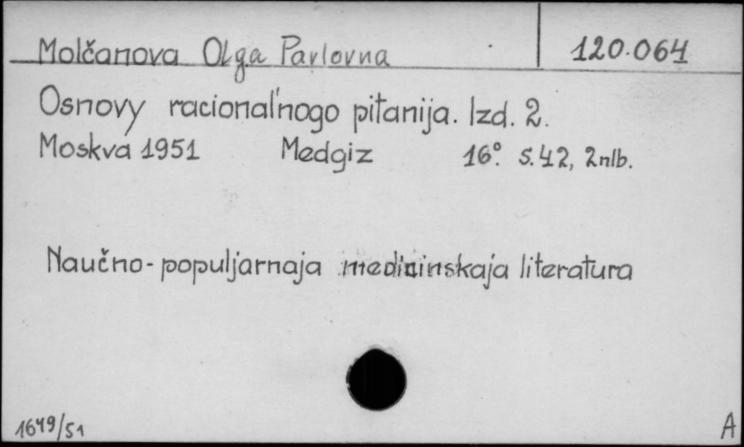 Molčanova Olga Pavlovna 120.064
Osnovy racional'nogo pitanija. Izd. 2.
Moskva 1951 Medgiz 16°. S. 42, 2nlb.
Naučno-populjarnaja medicinskaja literatura
1649/51 A